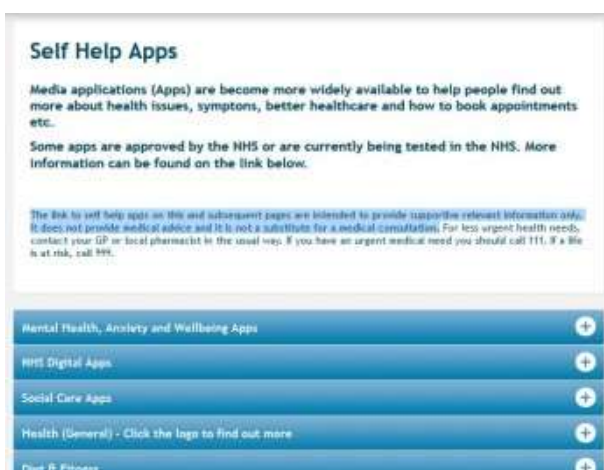 Self Help Apps
Media applications (Apps) are become more widely available to help people find out
more about health issues, symptons, better healthcare and how to book appointments
etc.
Some apps are approved by the NHS or are currently being tested in the NHS. More
information can be found on the link below.
The link to self help apps on this and subsequent pages are intended to provide supportive relevant information only.
It does not provide medical advice and it is not a substitute for a medical consultation. For less urgent health needs,
contact your GP or local pharmacist in the usual way. If you have an urgent medical need you should call 111. If a life
is at risk, call 999.
Mental Health, Anxiety and Wellbeing Apps
NHS Digital Apps
Social Care Apps
Health (General) - Click the logo to find out more
Diet & Fitness